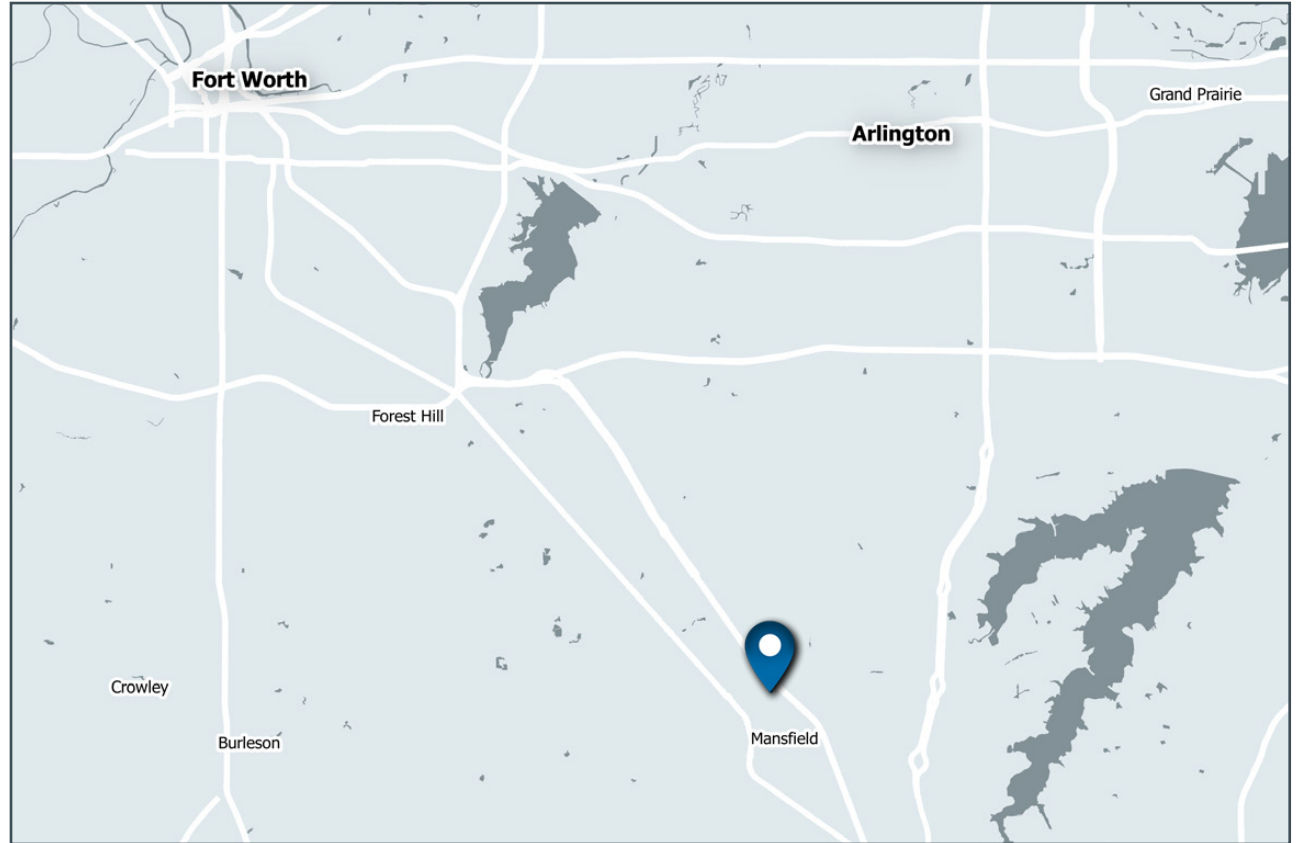 Fort Worth
Grand Prairie
Arlington
Forest Hill
Crowley
Burleson
Mansfield